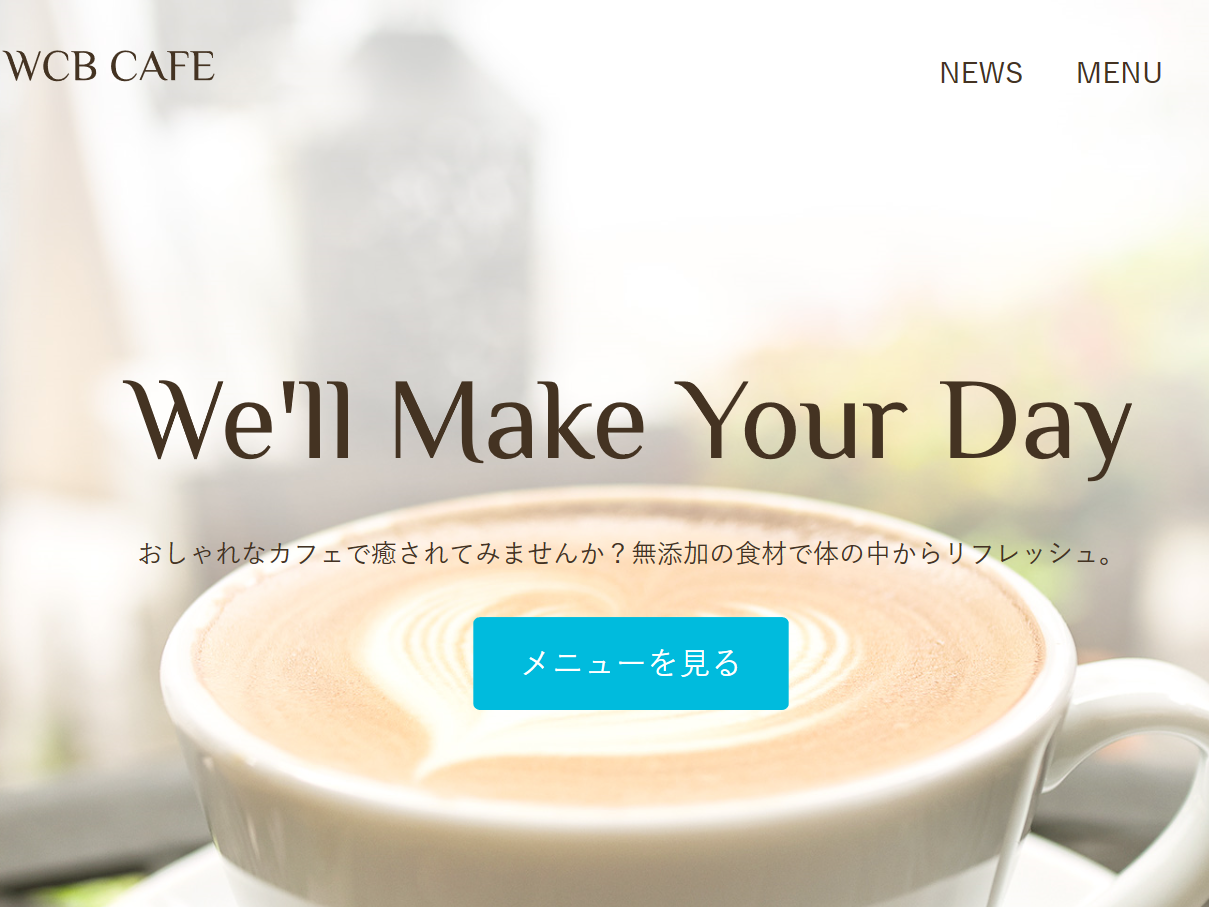 WCB CAFE
NEWS MENU
We'll Make Your Day
おしゃれなカフェで癒されてみませんか？無添加の食材で体の中からリフレッシュ。
メニューを見る